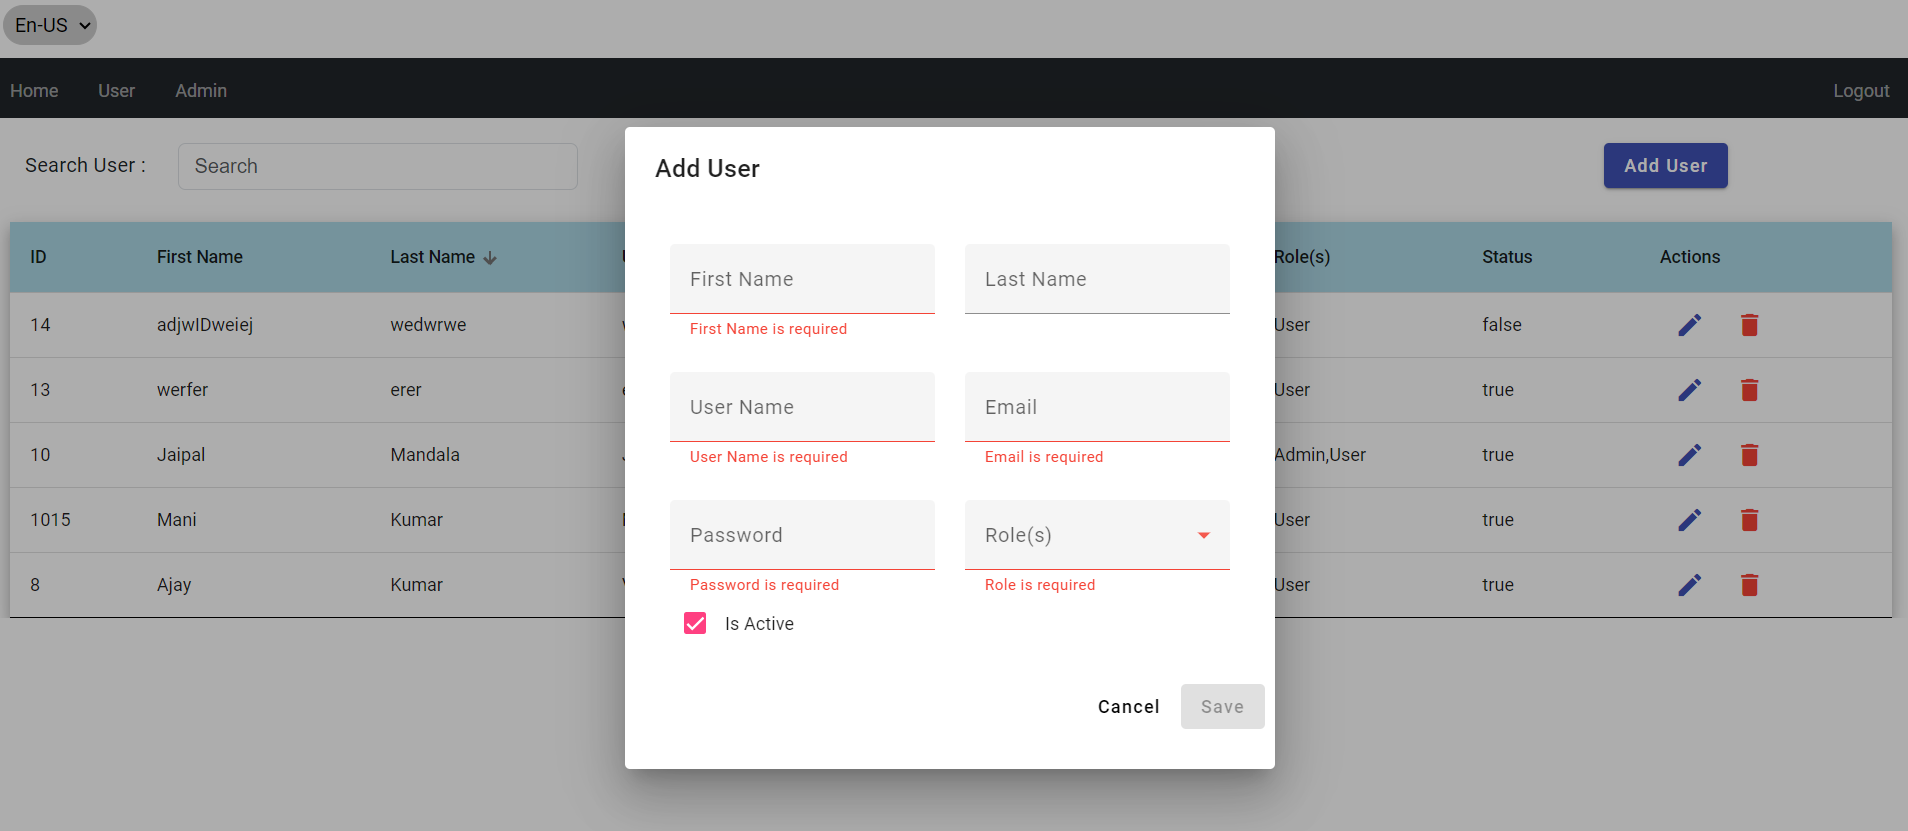 En-US
Home User Admin Logout
Search User : Search Add User
ID First Name Last Name Role(s) Status Actions
14 adjwIDweiej wedwrwe User false
13 werfer erer User true
10 Jaipal Mandala Admin,User true
1015 Mani Kumar User true
8 Ajay Kumar User true
Add User
First Name Last Name
First Name is required
User Name Email
User Name is required Email is required
Password Role(s)
Password is required Role is required
Is Active
Cancel Save